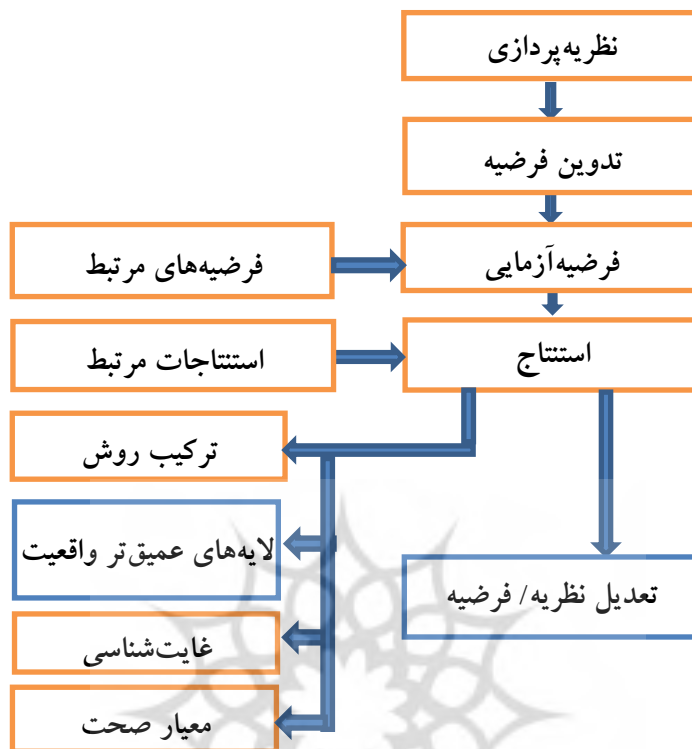 نظریه‌پردازی
تدوین فرضیه
فرضیه‌آزمایی
فرضیه‌های مرتبط
استنتاج
استنتاجات مرتبط
ترکیب روش
لایه‌های عمیق‌تر واقعیت
تعدیل نظریه/ فرضیه
غایت‌شناسی
معیار صحت